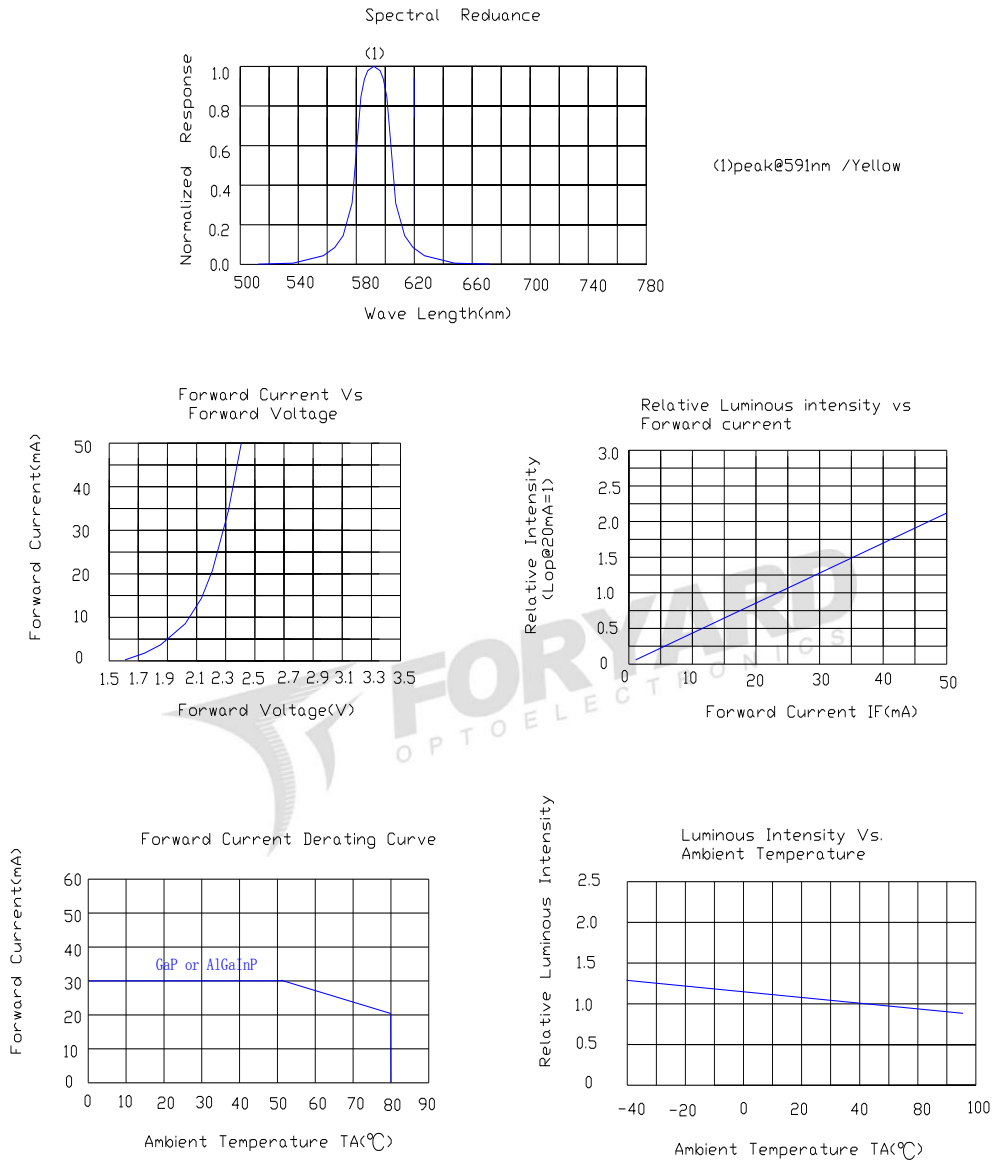 Spectral Reduance
(1)
Normalized Response
1.0
0.8
0.6
0.4
0.2
0.0
500 540 580 620 660 700 740 780
Wave Length(nm)
(1)peak@591nm /Yellow
Forward Current Vs
Forward Voltage
Forward Current(mA)
50
40
30
20
10
0
1.5 1.7 1.9 2.1 2.3 2.5 2.7 2.9 3.1 3.3 3.5
Forward Voltage(V)
Relative Luminous intensity vs
Forward current
Relative Intensity
(Lop@20mA=1)
3.0
2.5
2.0
1.5
1.0
0.5
0
0 10 20 30 40 50
Forward Current IF(mA)
FORYARD
OPTOELECTRONICS
Forward Current Derating Curve
Forward Current(mA)
60
50
40
30
20
10
0
GaP or AlGaInP
0 10 20 30 40 50 60 70 80 90
Ambient Temperature TA(℃)
Luminous Intensity Vs.
Ambient Temperature
Relative Luminous Intensity
2.5
2.0
1.5
1.0
0.5
0
-40 -20 0 20 40 60 80 100
Ambient Temperature TA(℃)